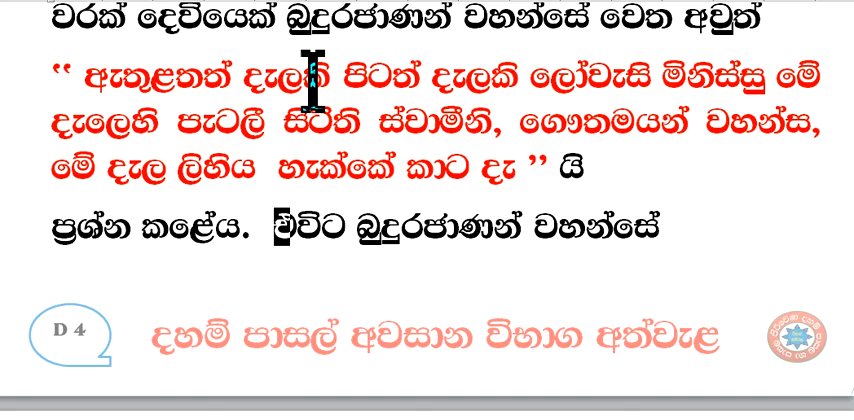 වරක් දෙවියෙක් බුදුරජාණන් වහන්සේ වෙත අවුත්
“ ඇතුළතත් දැලකි පිටත් දැලකි ලෝවැසි මිනිස්සු මේ
දැලෙහි පැටලී සිටිති ස්වාමීනි, ගෞතමයන් වහන්ස,
මේ දැල ලිහිය හැක්කේ කාට දැ ” යි
ප්‍රශ්න කළේය. එවිට බුදුරජාණන් වහන්සේ
D 4 දහම් පාසල් අවසාන විභාග අත්වැළ